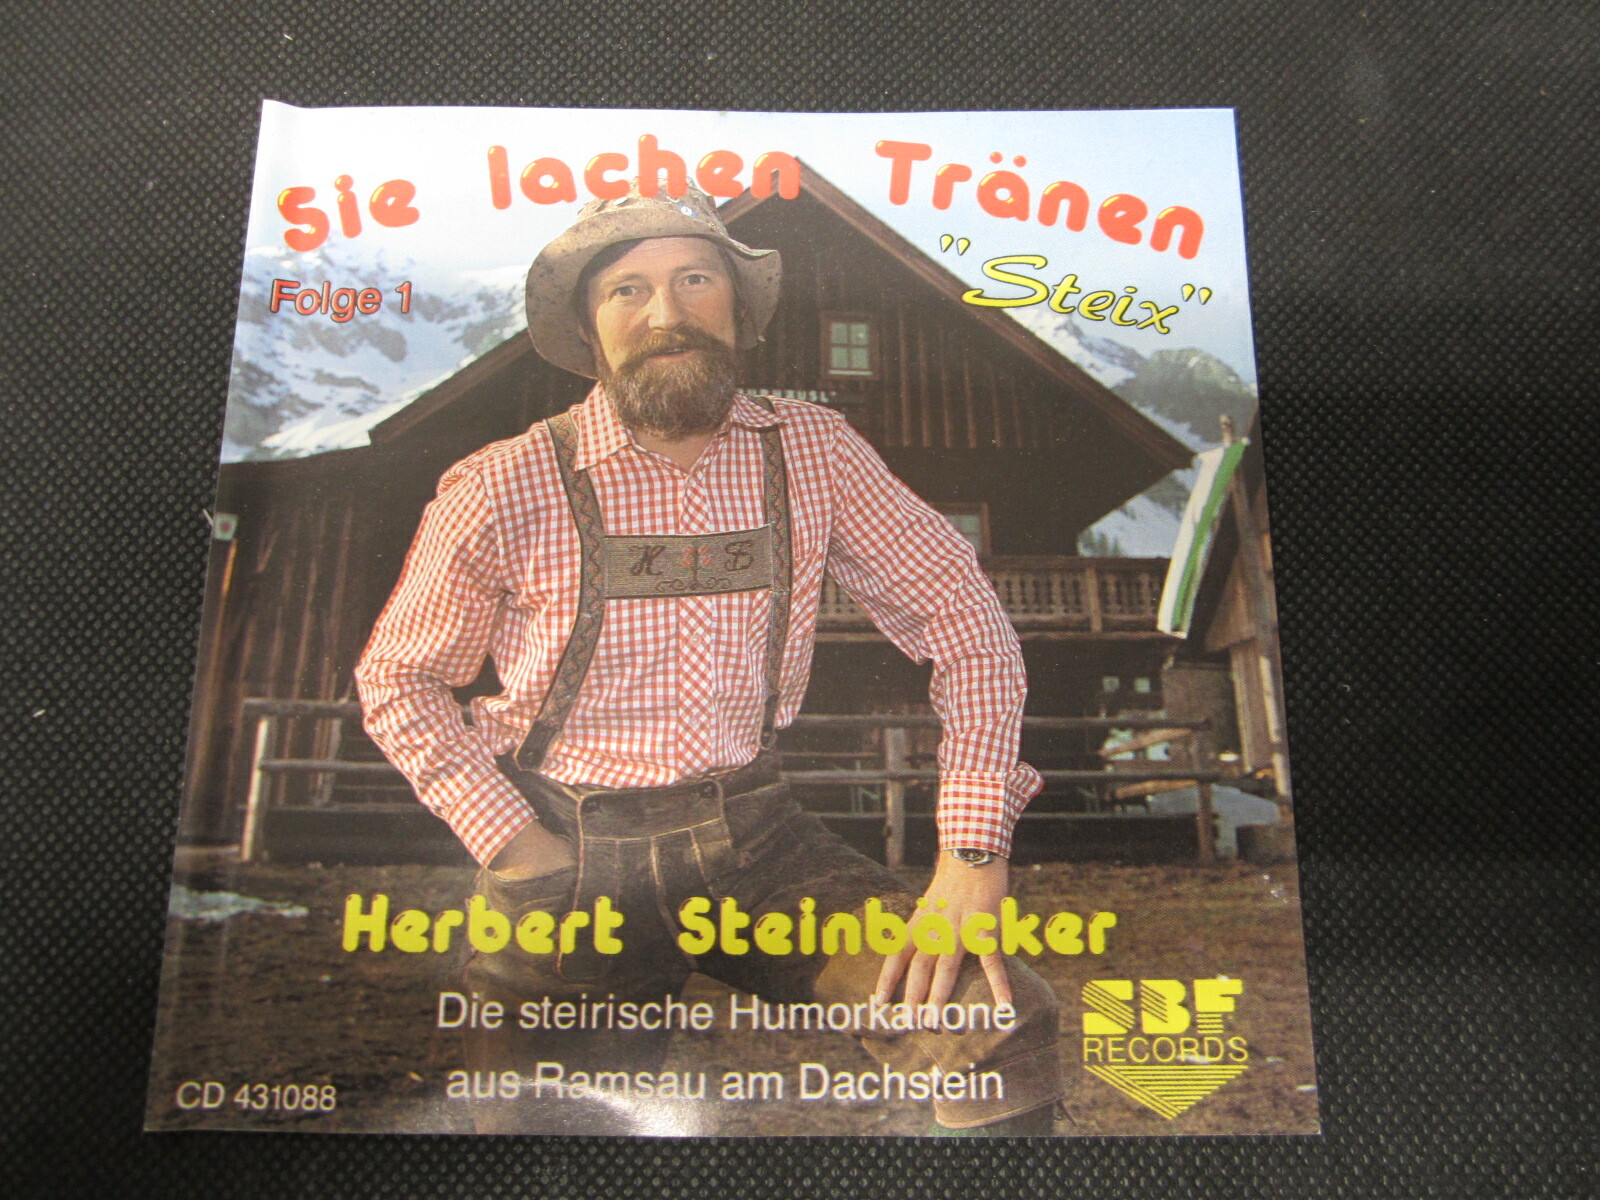 Sie lachen Tränen
"Steix"
Folge 1
H S
Herbert Steinbäcker
Die steirische Humorkanone
aus Ramsau am Dachstein
SBF
RECORDS
CD 431088